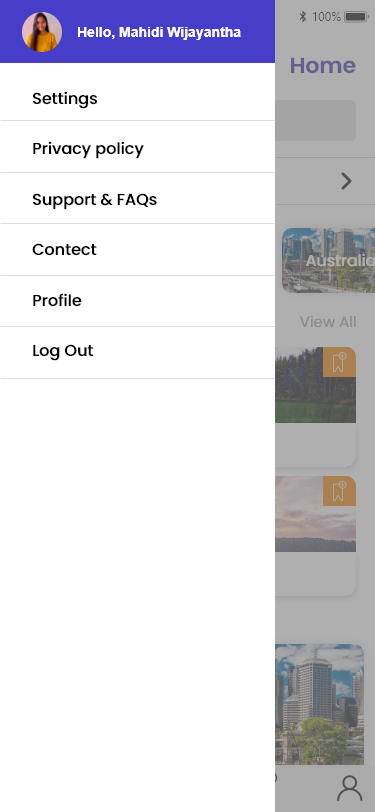 Hello, Mahidi Wijayantha
100%
Home
Settings
Privacy policy
Support & FAQs
Australia
Contect
View All
Profile
Log Out